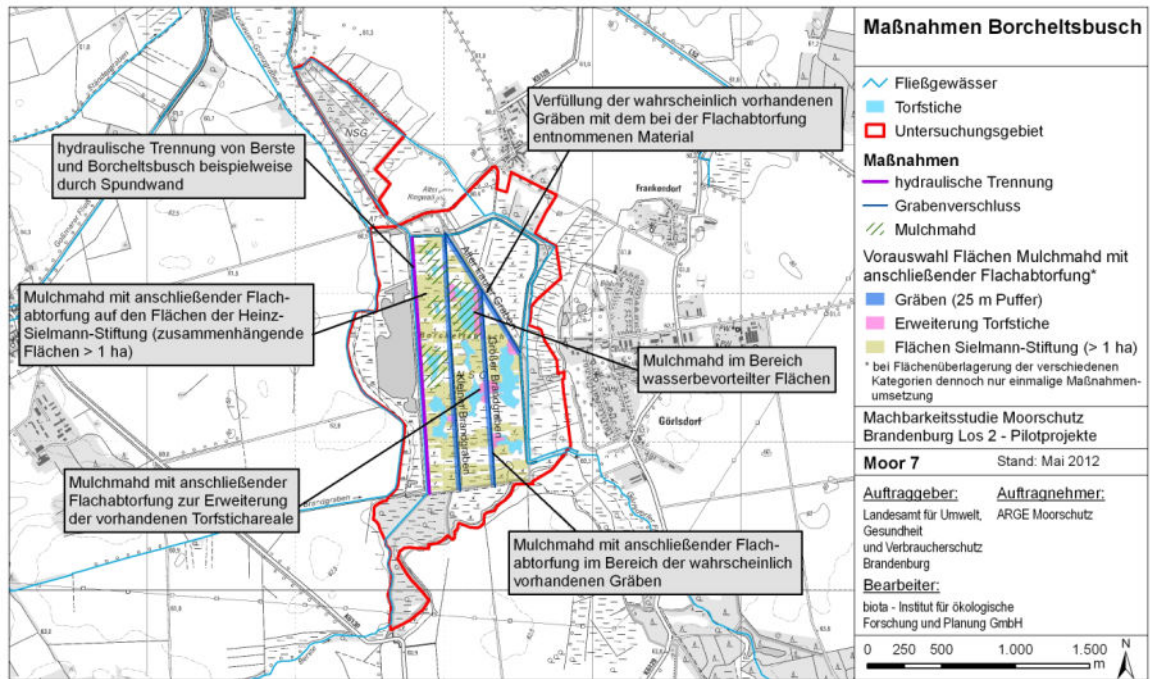 Maßnahmen Borcheltsbusch
Fließgewässer
Torfstiche
Untersuchungsgebiet
Maßnahmen
hydraulische Trennung
Grabenverschluss
Mulchmahd
Vorauswahl Flächen Mulchmahd mit
anschließender Flachabtorfung*
Gräben (25 m Puffer)
Erweiterung Torfstiche
Flächen Sielmann-Stiftung (> 1 ha)
* bei Flächenüberlagerung der verschiedenen
Kategorien dennoch nur einmalige Maßnahmen-
umsetzung
Machbarkeitsstudie Moorschutz
Brandenburg Los 2 - Pilotprojekte
Moor 7 Stand: Mai 2012
Auftraggeber:
Landesamt für Umwelt,
Gesundheit
und Verbraucherschutz
Brandenburg
Auftragnehmer:
ARGE Moorschutz
Bearbeiter:
biota - Institut für ökologische
Forschung und Planung GmbH
0 250 500 1.000 1.500
m
N
hydraulische Trennung von Berste
und Borcheltsbusch beispielweise
durch Spundwand
Verfüllung der wahrscheinlich vorhandenen
Gräben mit dem bei der Flachabtorfung
entnommenen Material
Mulchmahd mit anschließender Flach-
abtorfung auf den Flächen der Heinz-
Sielmann-Stiftung (zusammenhängende
Flächen > 1 ha)
Mulchmahd im Bereich
wasserbevorteilter Flächen
Mulchmahd mit anschließender
Flachabtorfung zur Erweiterung
der vorhandenen Torfstichareale
Mulchmahd mit anschließender Flach-
abtorfung im Bereich der wahrscheinlich
vorhandenen Gräben
NSG
Frankendorf
Görlsdorf
Großer Brandgraben
Kleiner Brandgraben